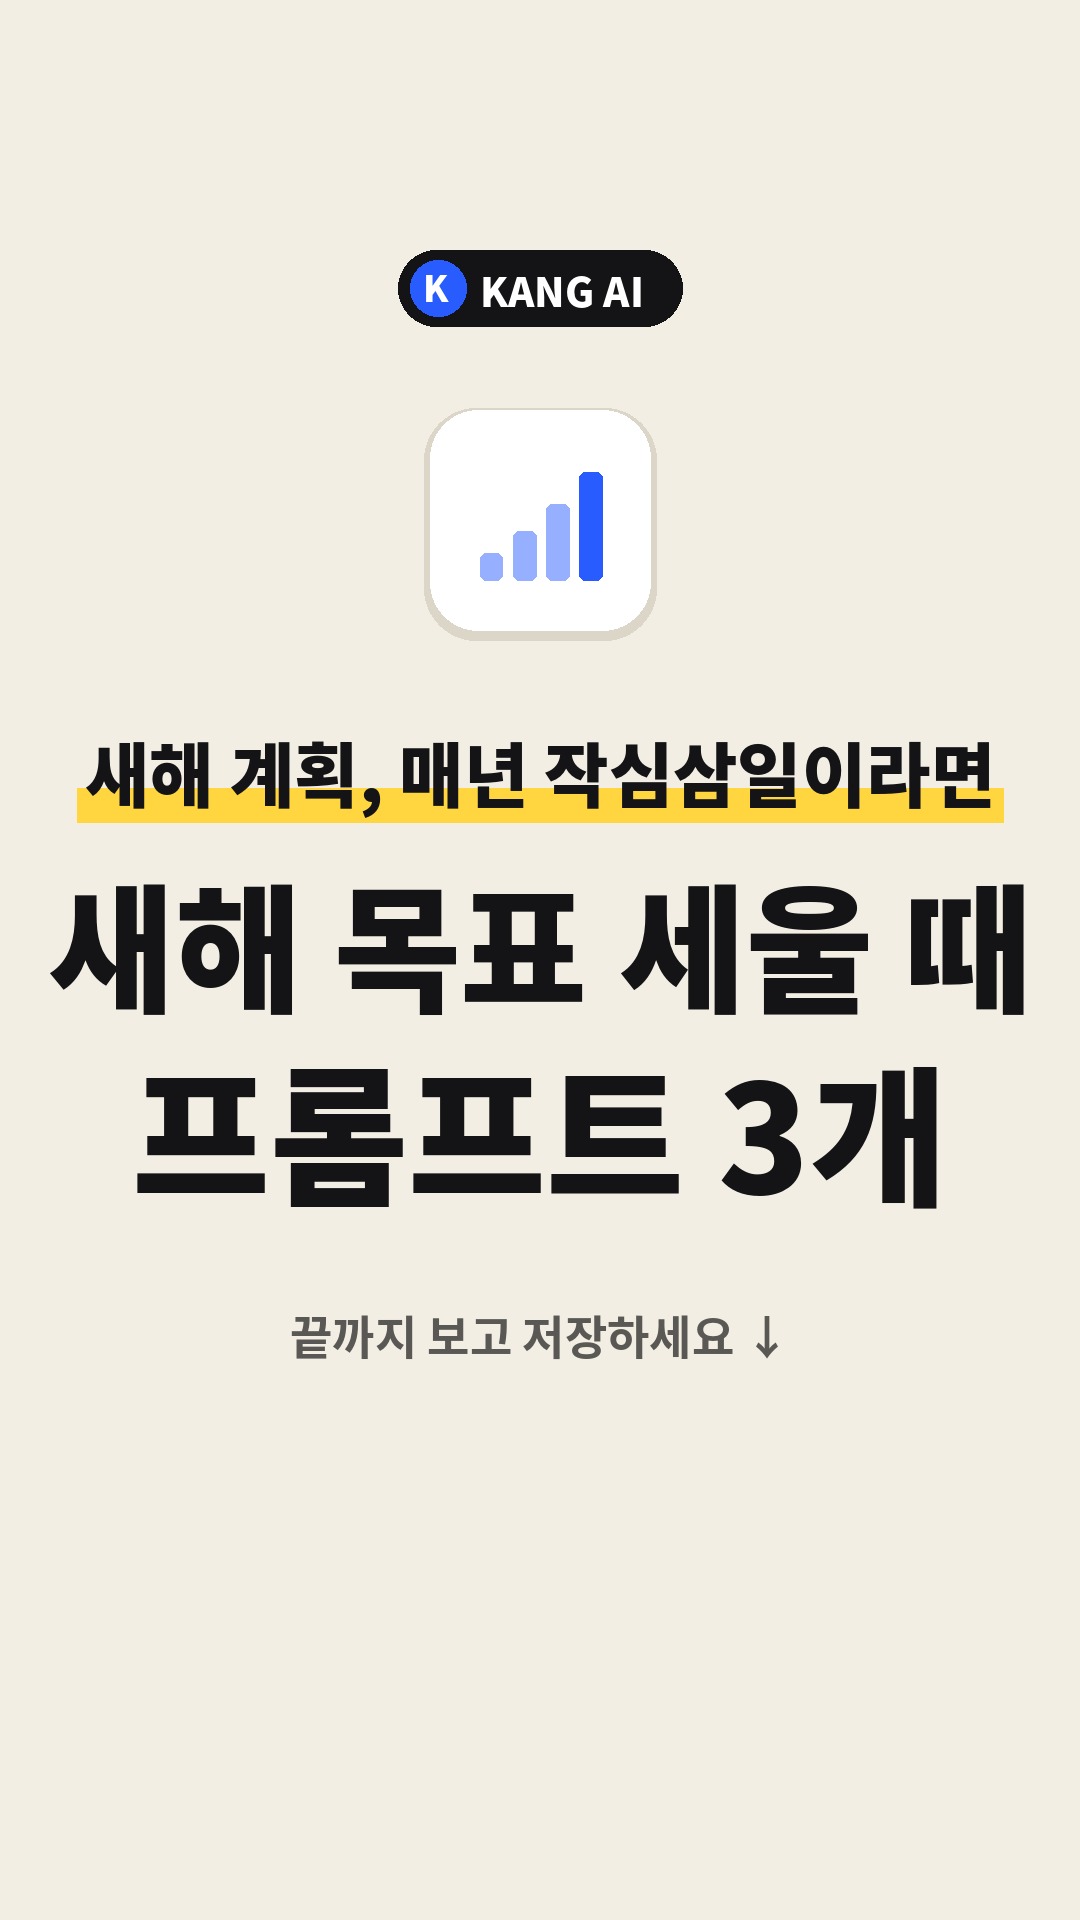 K KANG AI
새해 계획, 매년 작심삼일이라면
새해 목표 세울 때
프롬프트 3개
끝까지 보고 저장하세요 ↓